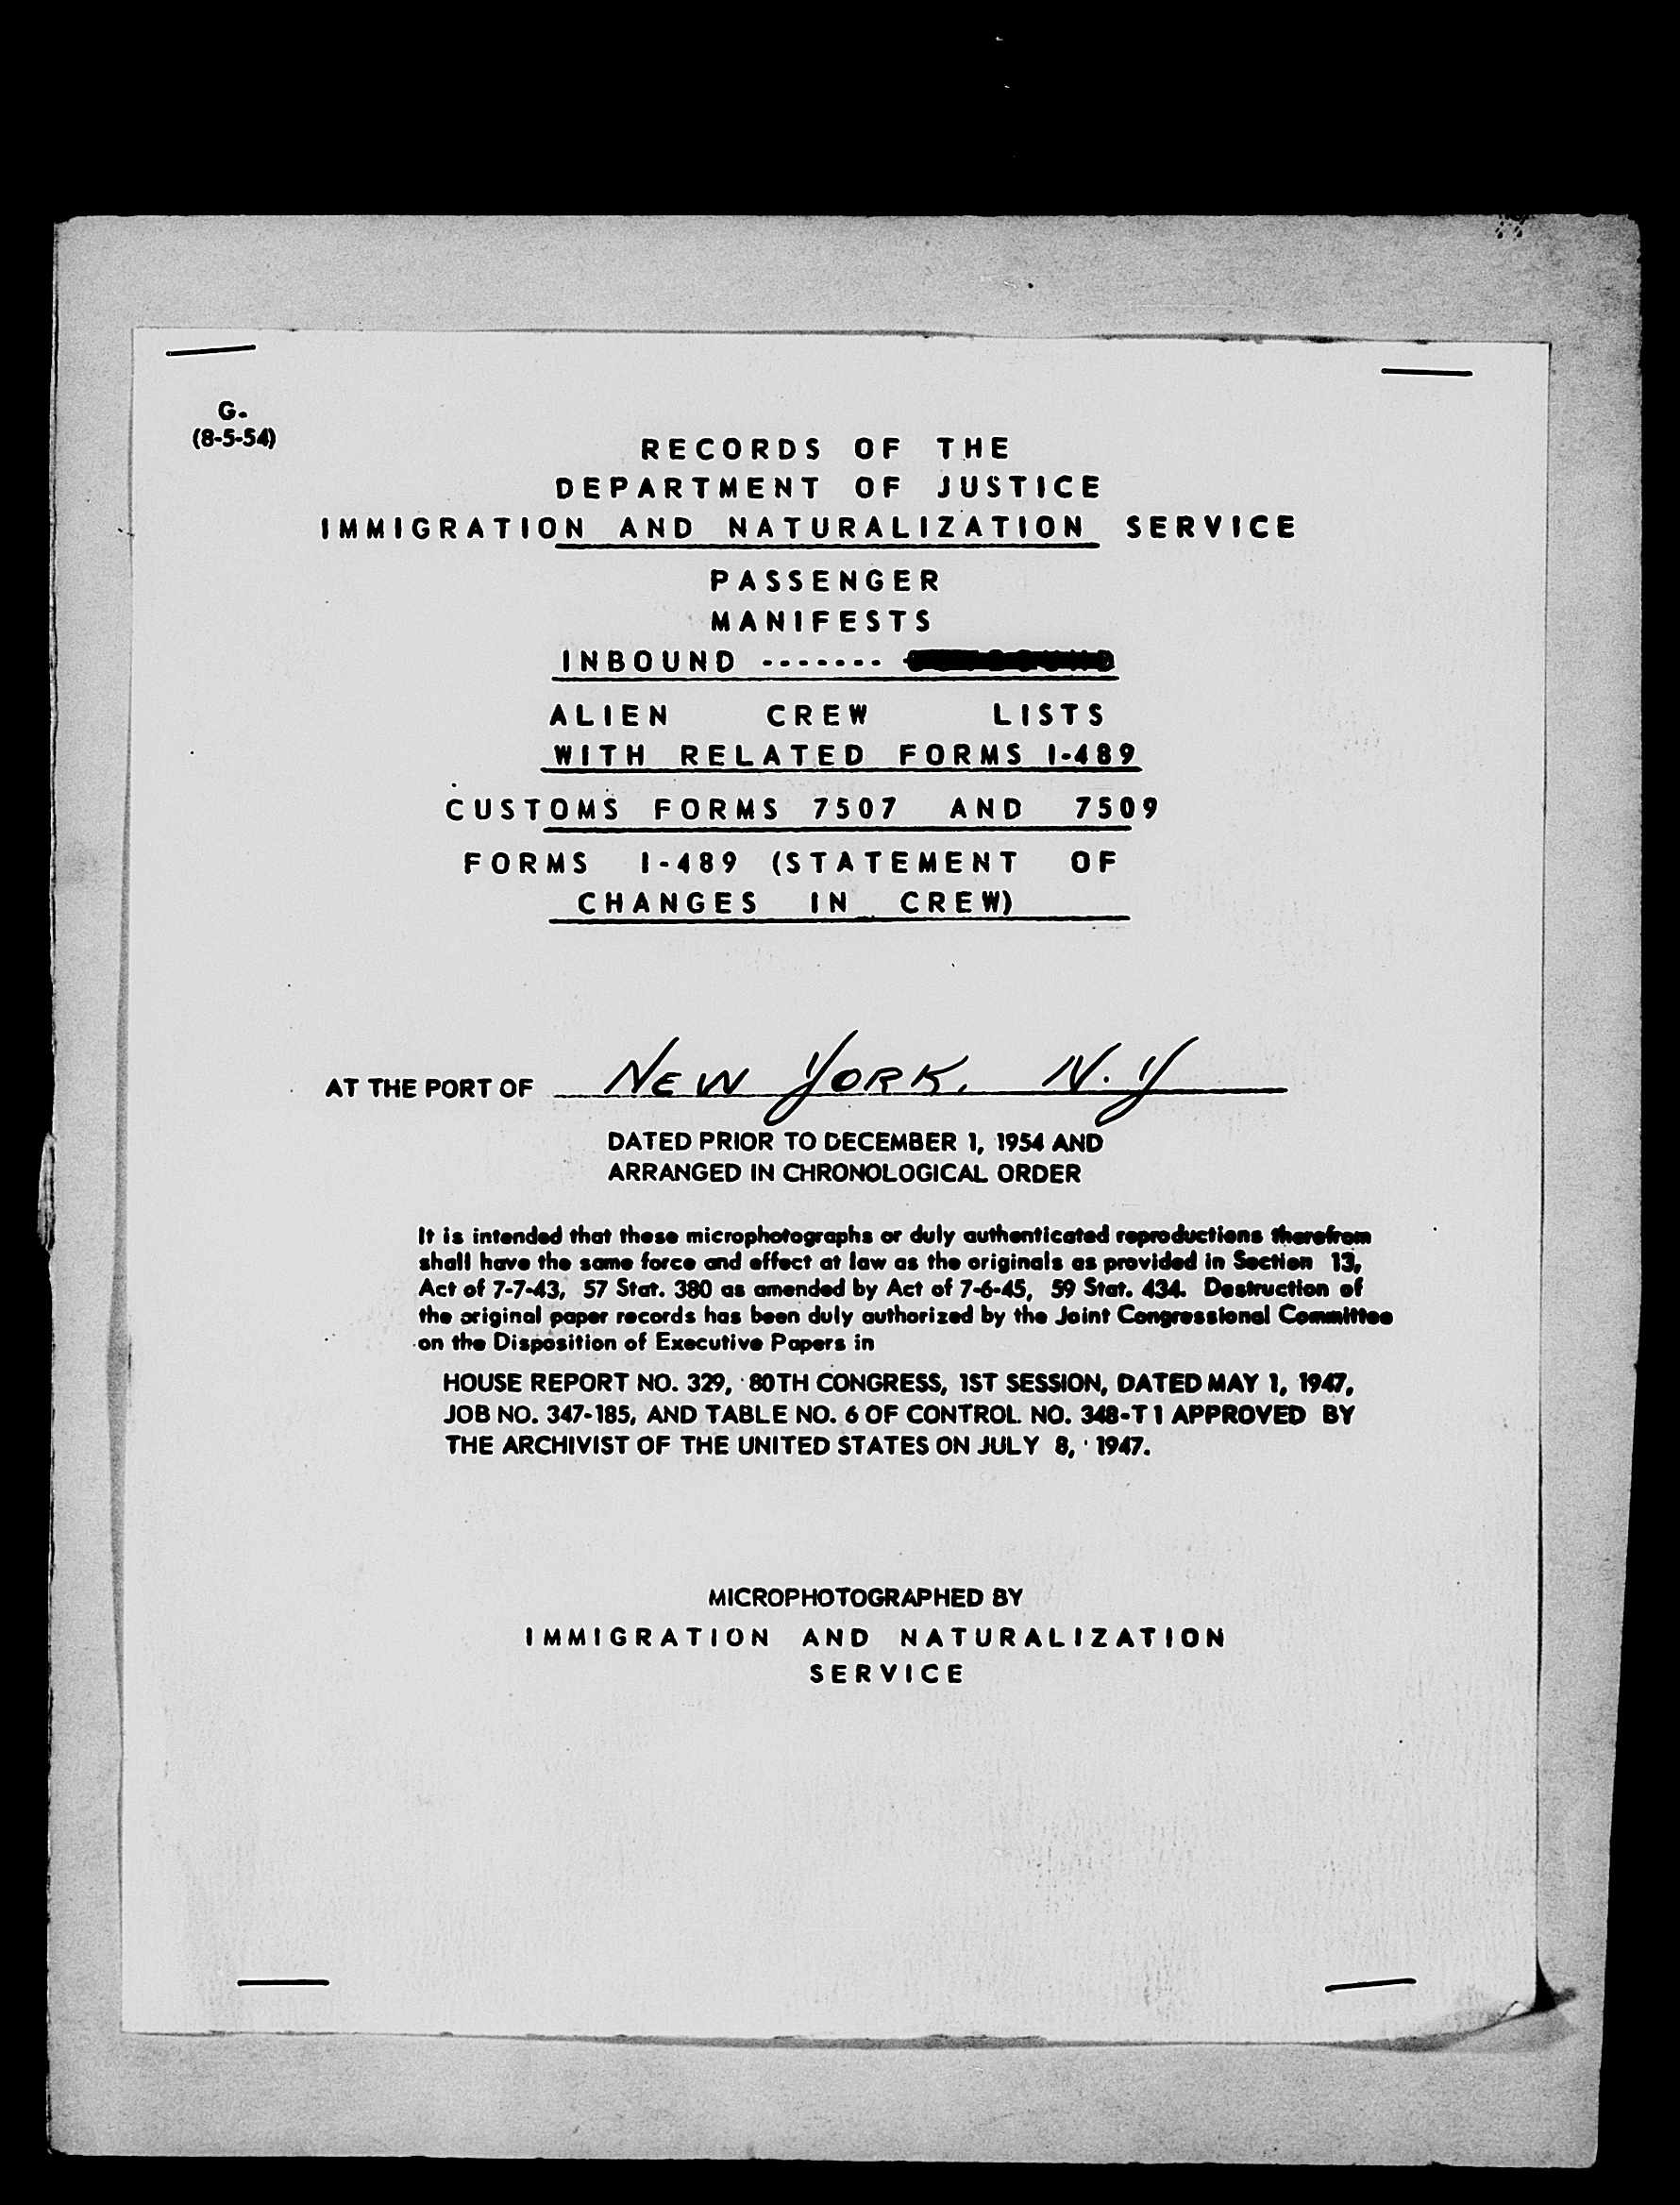 G.
(8-5-54)
RECORDS OF THE
DEPARTMENT OF JUSTICE
IMMIGRATION AND NATURALIZATION SERVICE
PASSENGER
MANIFESTS
INBOUND -------
ALIEN CREW LISTS
WITH RELATED FORMS I-489
CUSTOMS FORMS 7507 AND 7509
FORMS I-489 (STATEMENT OF
CHANGES IN CREW)
AT THE PORT OF NEW YORK, N.Y
DATED PRIOR TO DECEMBER 1, 1954 AND
ARRANGED IN CHRONOLOGICAL ORDER
It is intended that these microphotographs or duly authenticated reproductions therefrom
shall have the same force and effect at law as the originals as provided in Section 13,
Act of 7-7-43, 57 Stat. 380 as amended by Act of 7-6-45, 59 Stat. 434. Destruction of
the original paper records has been duly authorized by the Joint Congressional Committee
on the Disposition of Executive Papers in
HOUSE REPORT NO. 329, 80TH CONGRESS, 1ST SESSION, DATED MAY 1, 1947,
JOB NO. 347-185, AND TABLE NO. 6 OF CONTROL NO. 348-T1 APPROVED BY
THE ARCHIVIST OF THE UNITED STATES ON JULY 8, 1947.
MICROPHOTOGRAPHED BY
IMMIGRATION AND NATURALIZATION
SERVICE